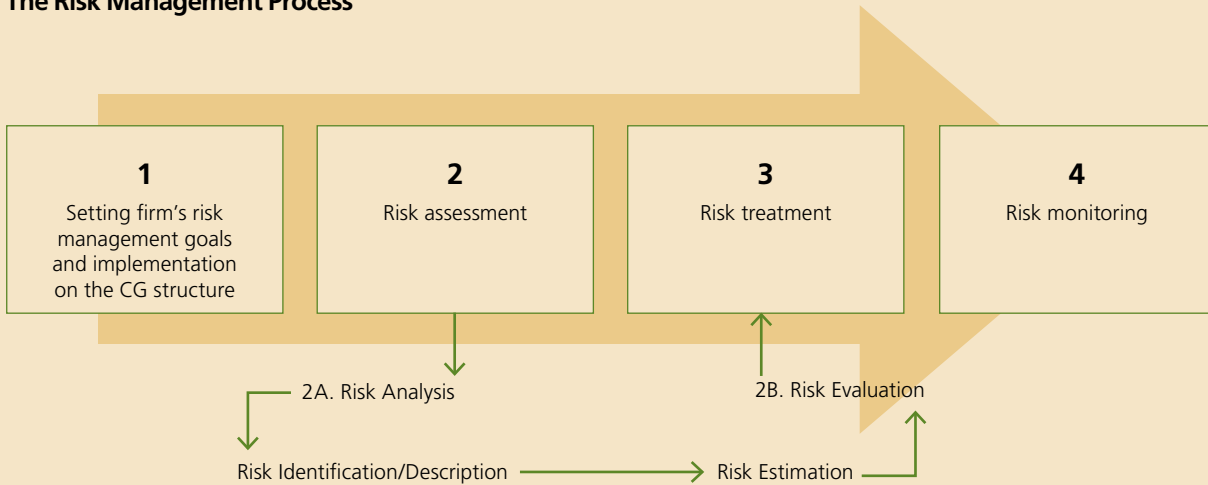 The Risk Management Process
1
Setting firm's risk
management goals
and implementation
on the CG structure
2
Risk assessment
3
Risk treatment
4
Risk monitoring
2A. Risk Analysis
2B. Risk Evaluation
Risk Identification/Description
Risk Estimation